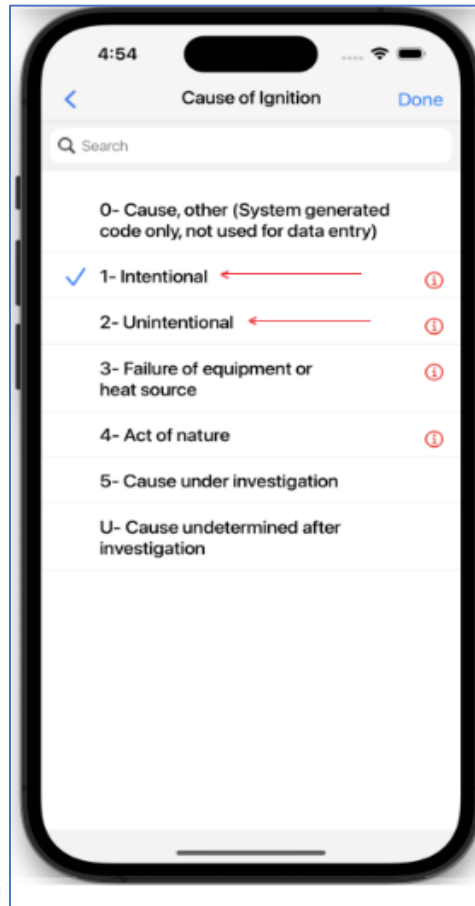 4:54
Cause of Ignition
Done
Search
0- Cause, other (System generated
code only, not used for data entry)
1- Intentional
2- Unintentional
3- Failure of equipment or
heat source
4- Act of nature
5- Cause under investigation
U- Cause undetermined after
investigation